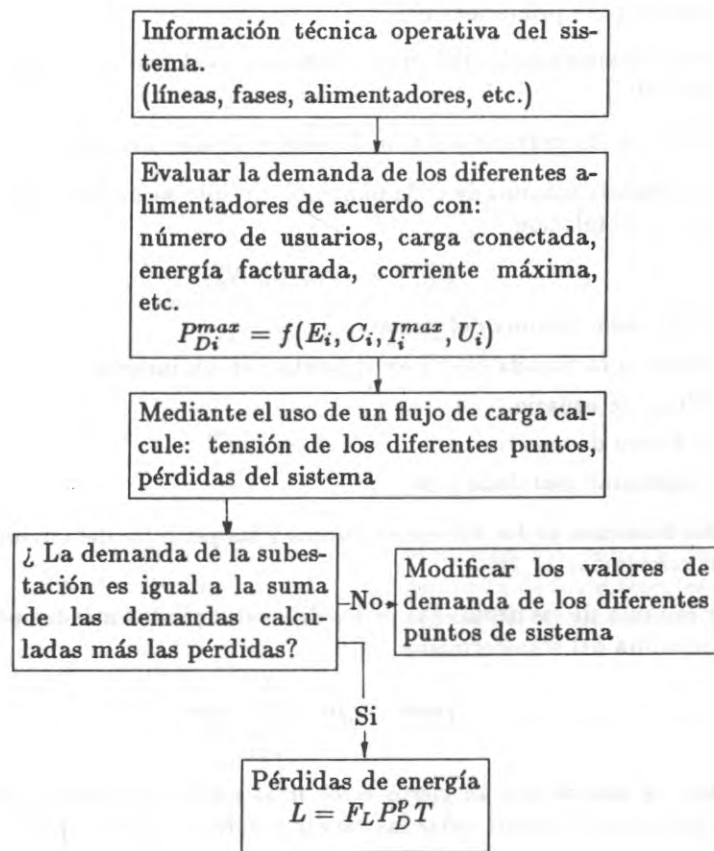 Información técnica operativa del sis-
tema.
(líneas, fases, alimentadores, etc.)
Evaluar la demanda de los diferentes a-
limentadores de acuerdo con:
número de usuarios, carga conectada,
energía facturada, corriente máxima,
etc.
$P_{Di}^{max} = f(E_i, C_i, I_i^{max}, U_i)$
Mediante el uso de un flujo de carga cal-
cule: tensión de los diferentes puntos,
pérdidas del sistema
¿ La demanda de la subes-
tación es igual a la suma
de las demandas calcu-
ladas más las pérdidas?
No
Modificar los valores de
demanda de los diferentes
puntos de sistema
Si
Pérdidas de energía
$L = F_L P_D^p T$